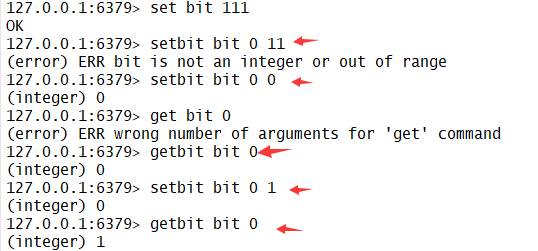 127.0.0.1:6379> set bit 111
OK
127.0.0.1:6379> setbit bit 0 11
(error) ERR bit is not an integer or out of range
127.0.0.1:6379> setbit bit 0 0
(integer) 0
127.0.0.1:6379> get bit 0
(error) ERR wrong number of arguments for 'get' command
127.0.0.1:6379> getbit bit 0
(integer) 0
127.0.0.1:6379> setbit bit 0 1
(integer) 0
127.0.0.1:6379> getbit bit 0
(integer) 1